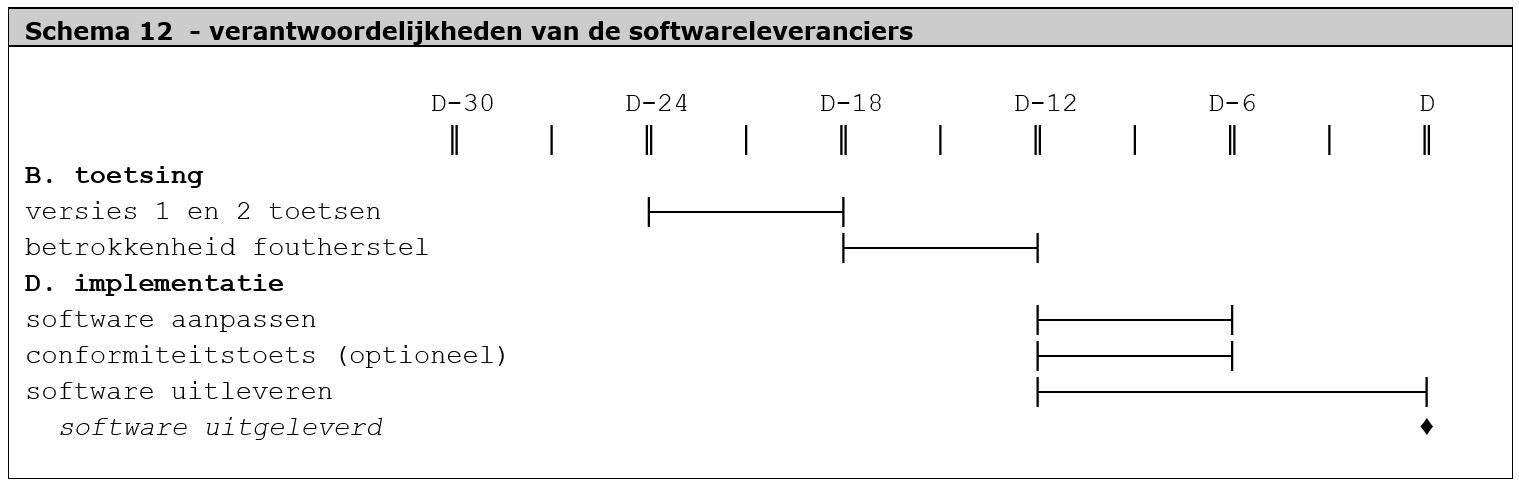 Schema 12 - verantwoordelijkheden van de softwareleveranciers
D-30 D-24 D-18 D-12 D-6 D
B. toetsing
versies 1 en 2 toetsen
betrokkenheid foutherstel
D. implementatie
software aanpassen
conformiteitstoets (optioneel)
software uitleveren
software uitgeleverd